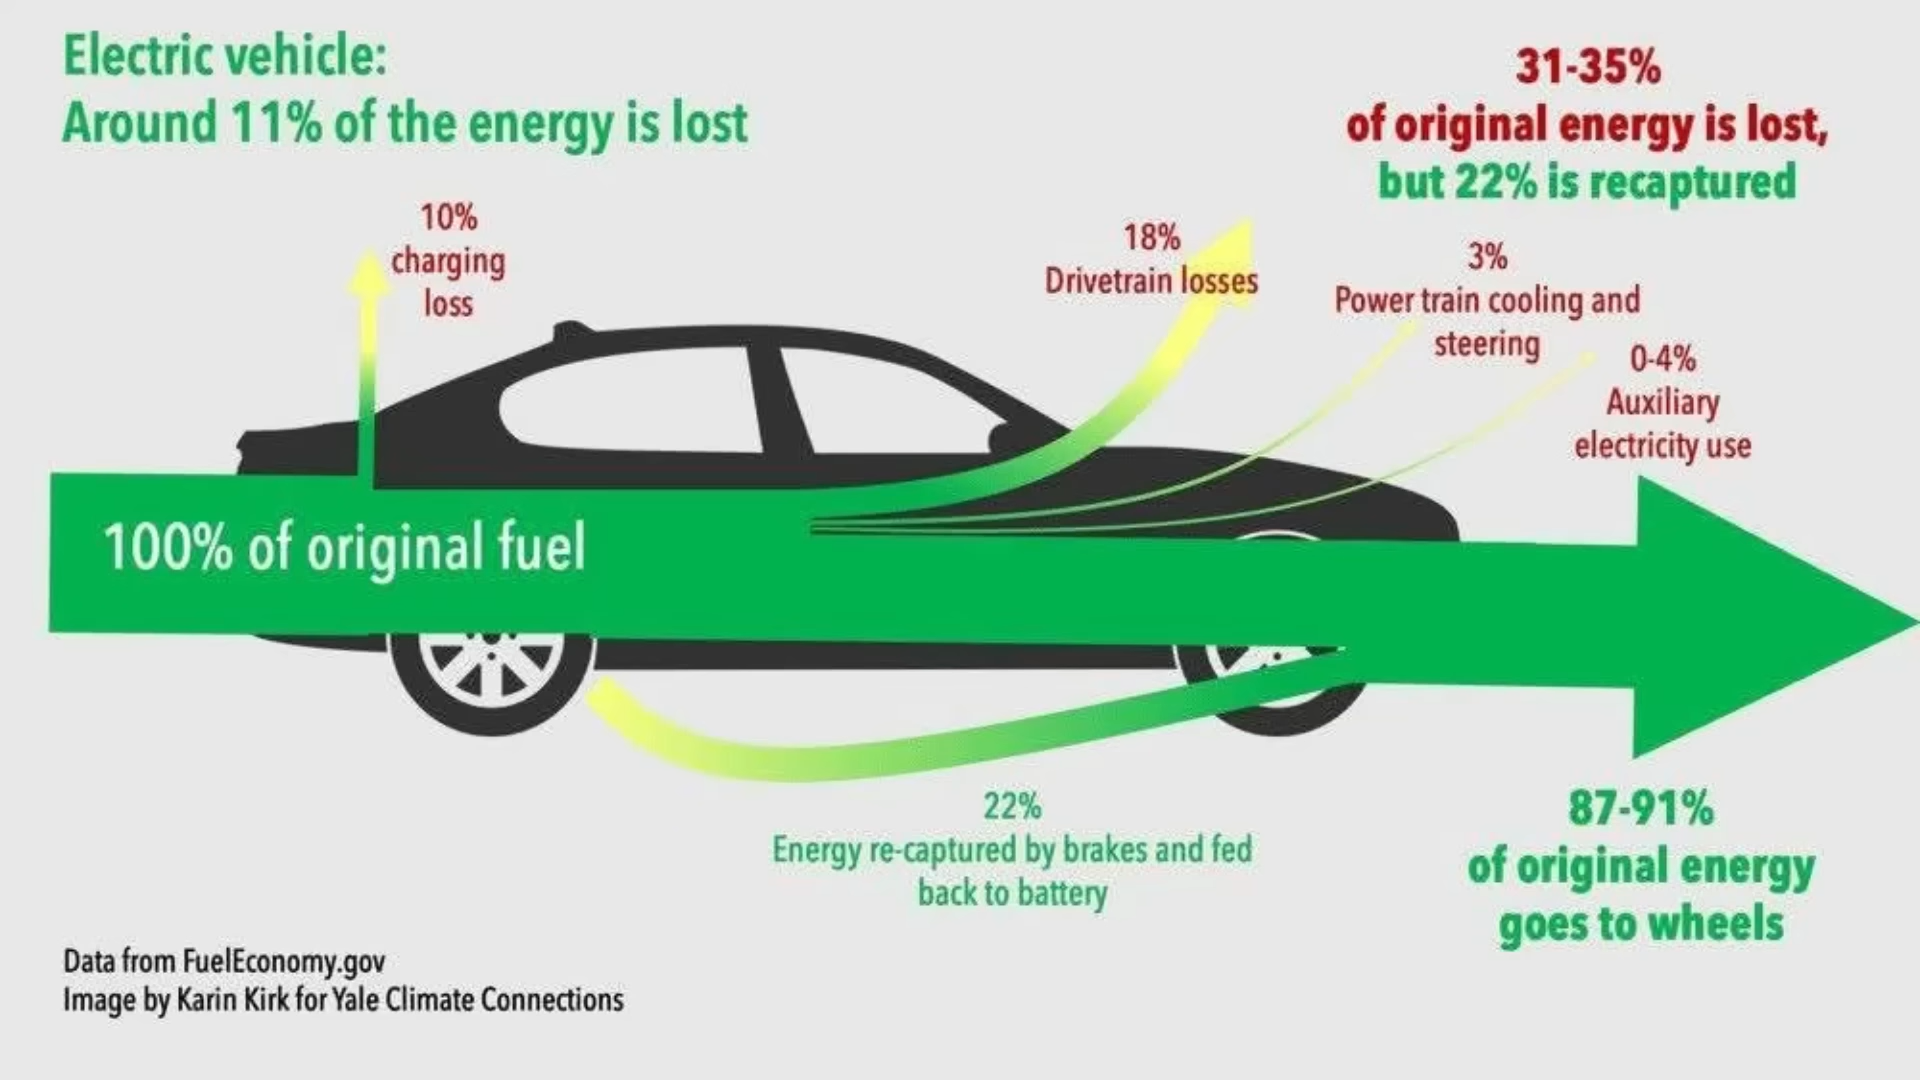 Electric vehicle:
Around 11% of the energy is lost
31-35%
of original energy is lost,
but 22% is recaptured
10%
charging
loss
18%
Drivetrain losses
3%
Power train cooling and
steering
0-4%
Auxiliary
electricity use
100% of original fuel
22%
Energy re-captured by brakes and fed
back to battery
87-91%
of original energy
goes to wheels
Data from FuelEconomy.gov
Image by Karin Kirk for Yale Climate Connections